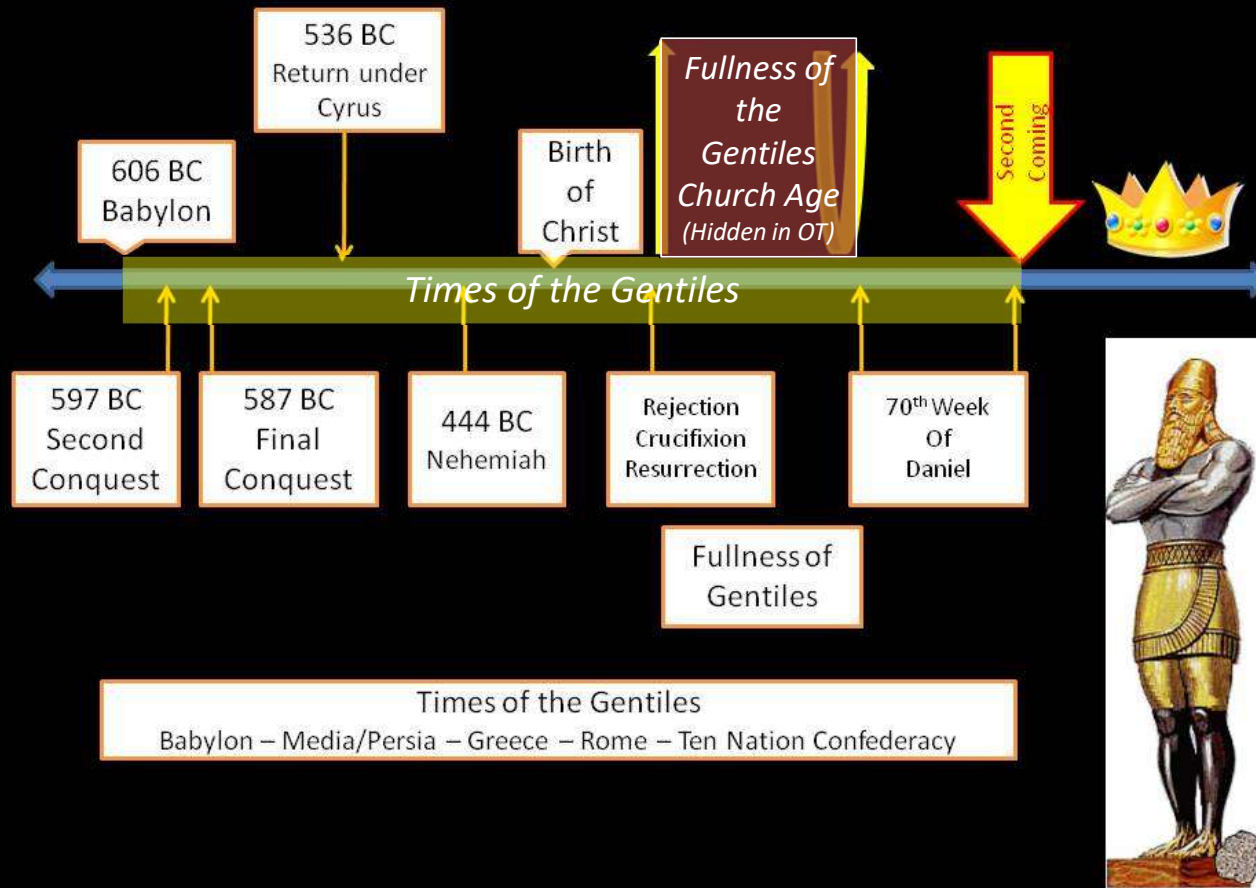 536 BC
Return under
Cyrus
606 BC
Babylon
Birth
of
Christ
Fullness of
the
Gentiles
Church Age
(Hidden in OT)
Second
Coming
Times of the Gentiles
597 BC
Second
Conquest
587 BC
Final
Conquest
444 BC
Nehemiah
Rejection
Crucifixion
Resurrection
70th Week
Of
Daniel
Fullness of
Gentiles
Times of the Gentiles
Babylon – Media/Persia – Greece – Rome – Ten Nation Confederacy